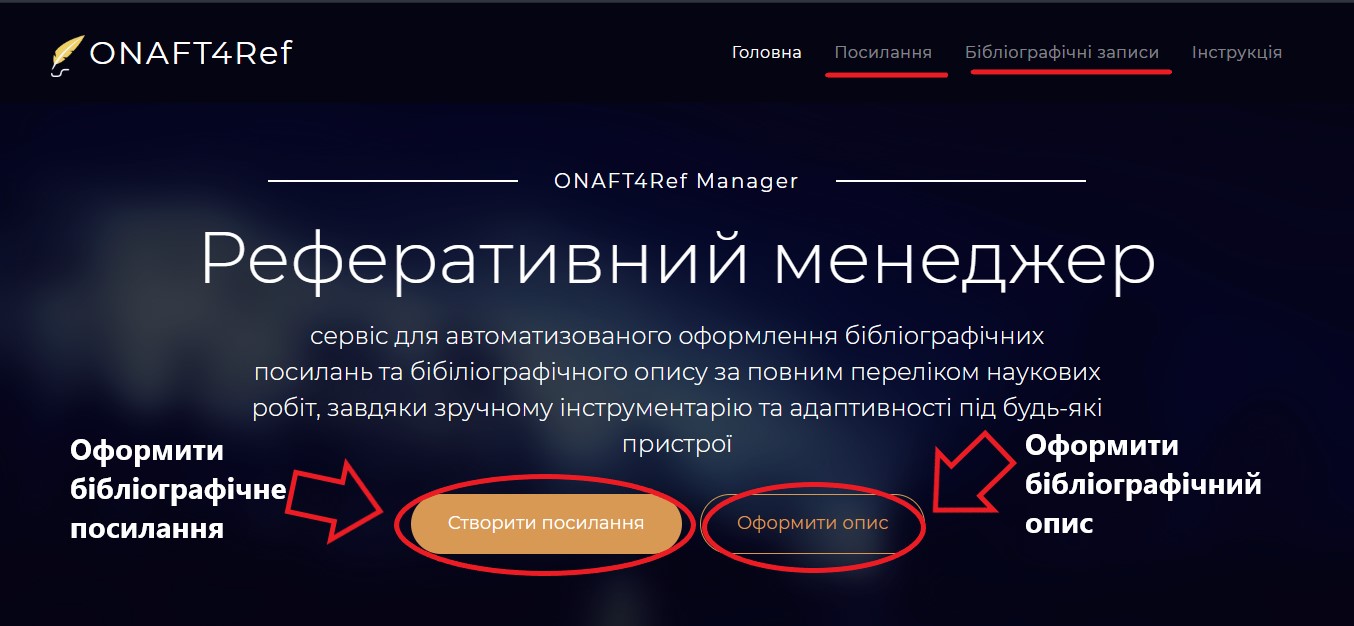 ONAFT4Ref
Головна Посилання Бібліографічні записи Інструкція
ONAFT4Ref Manager
Реферативний менеджер
сервіс для автоматизованого оформлення бібліографічних
посилань та бібіліографічного опису за повним переліком наукових
робіт, завдяки зручному інструментарію та адаптивності під будь-які
пристрої
Оформити
бібліографічне
посилання
Створити посилання
Оформити опис
Оформити
бібліографічний
опис